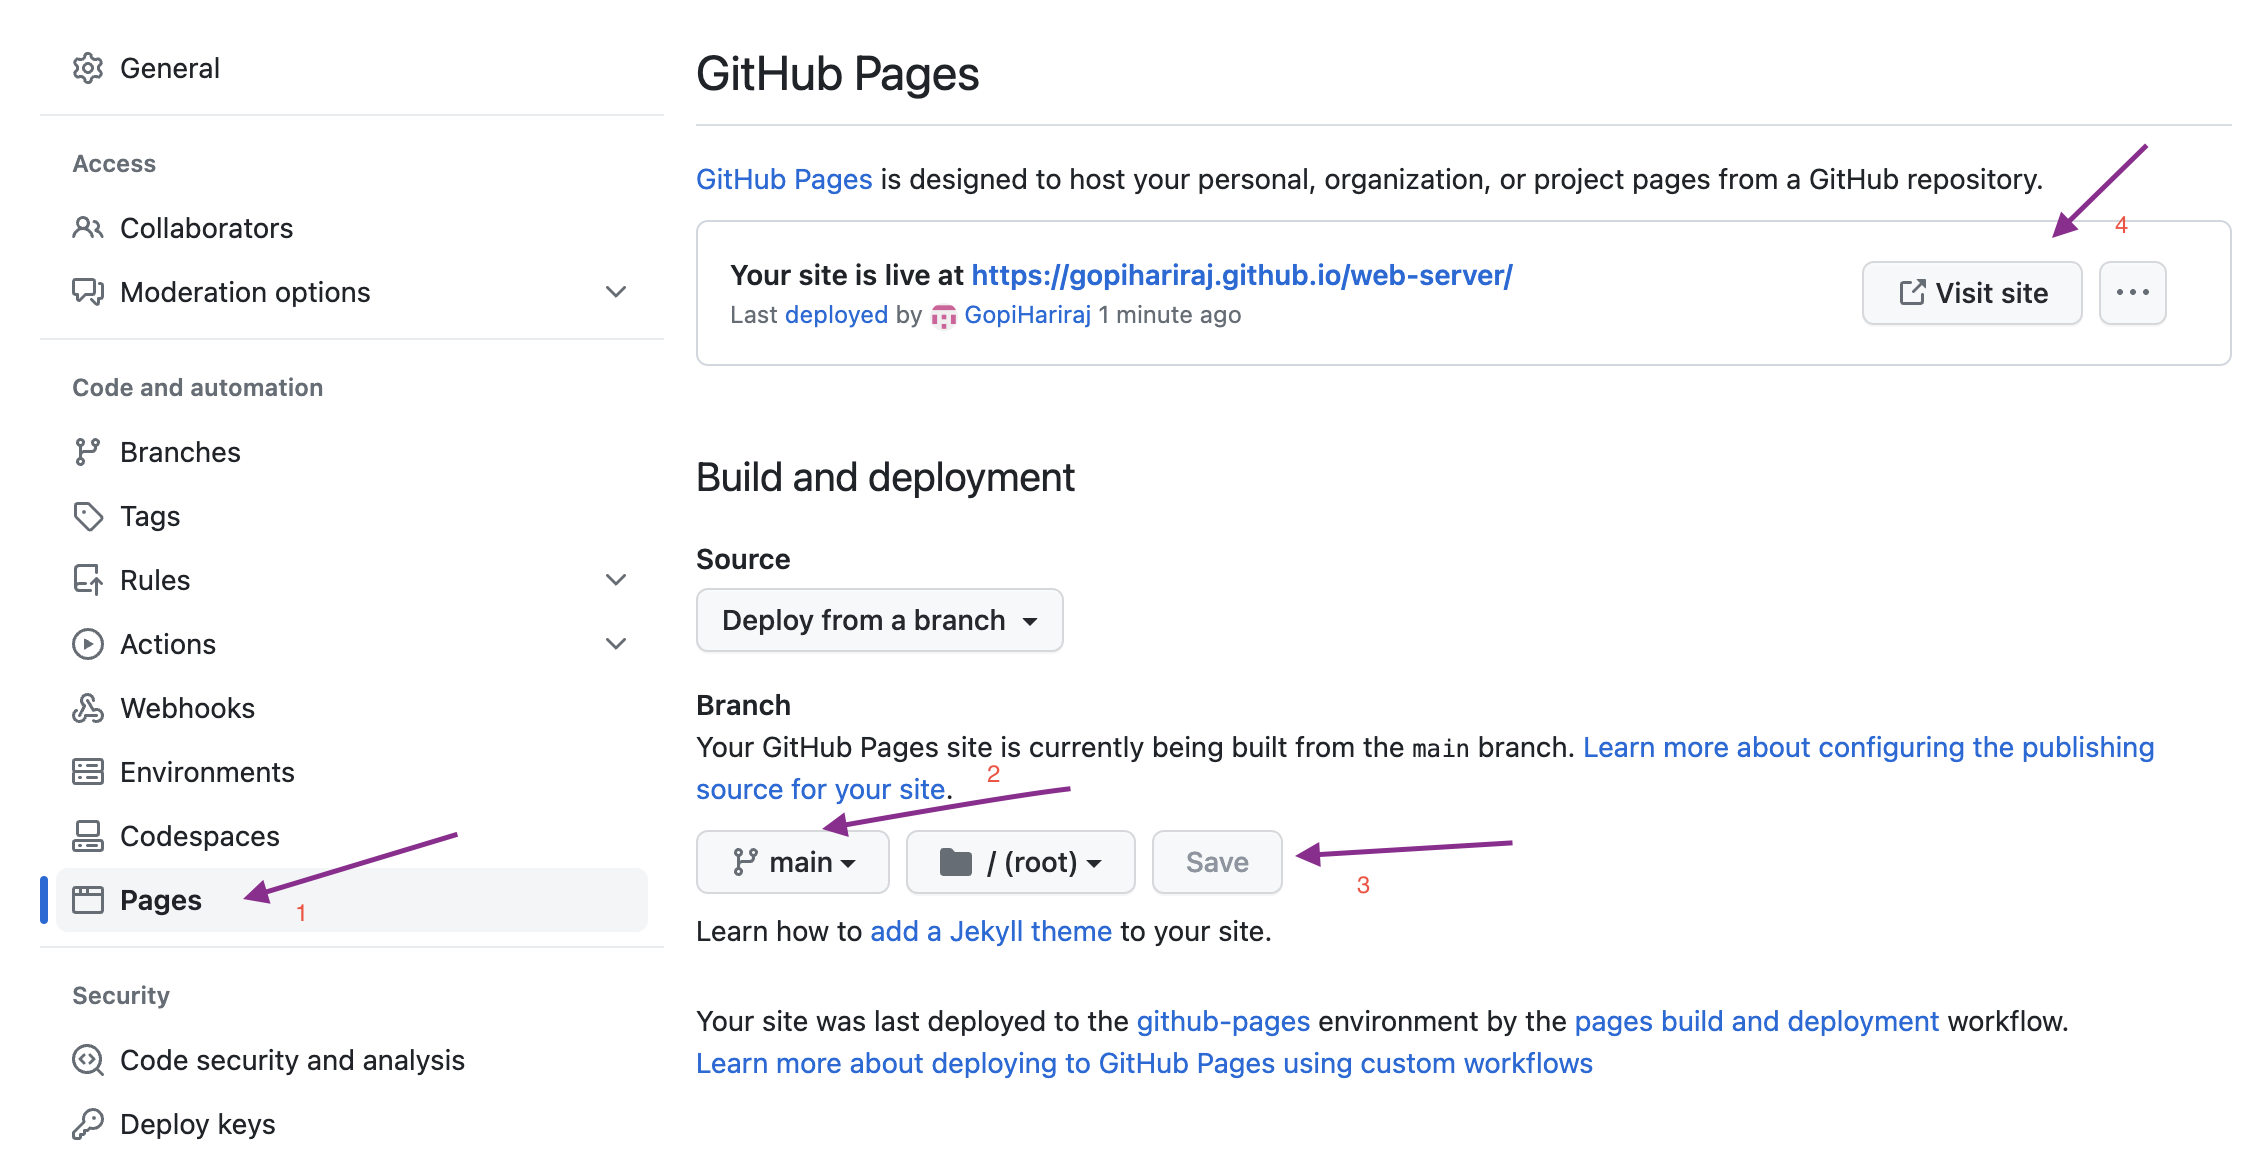 General
Access
Collaborators
Moderation options
Code and automation
Branches
Tags
Rules
Actions
Webhooks
Environments
Codespaces
Pages
1
Security
Code security and analysis
Deploy keys
GitHub Pages
GitHub Pages is designed to host your personal, organization, or project pages from a GitHub repository.
4
Your site is live at https://gopihariraj.github.io/web-server/
Last deployed by GopiHariraj 1 minute ago
Visit site
Build and deployment
Source
Deploy from a branch
Branch
Your GitHub Pages site is currently being built from the main branch. Learn more about configuring the publishing
source for your site.
2
main
/ (root)
Save
3
Learn how to add a Jekyll theme to your site.
Your site was last deployed to the github-pages environment by the pages build and deployment workflow.
Learn more about deploying to GitHub Pages using custom workflows